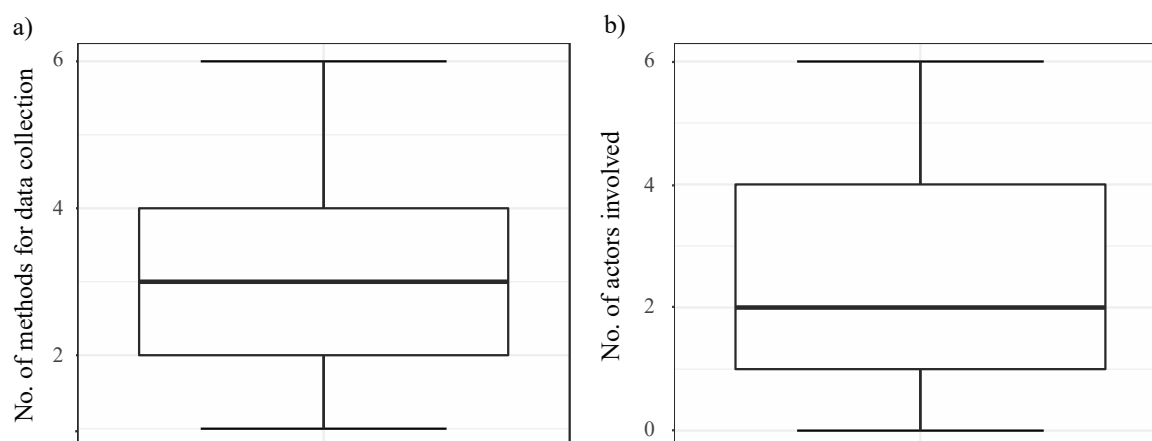 a)
No. of methods for data collection
6
4
2
b)
No. of actors involved
6
4
2
0